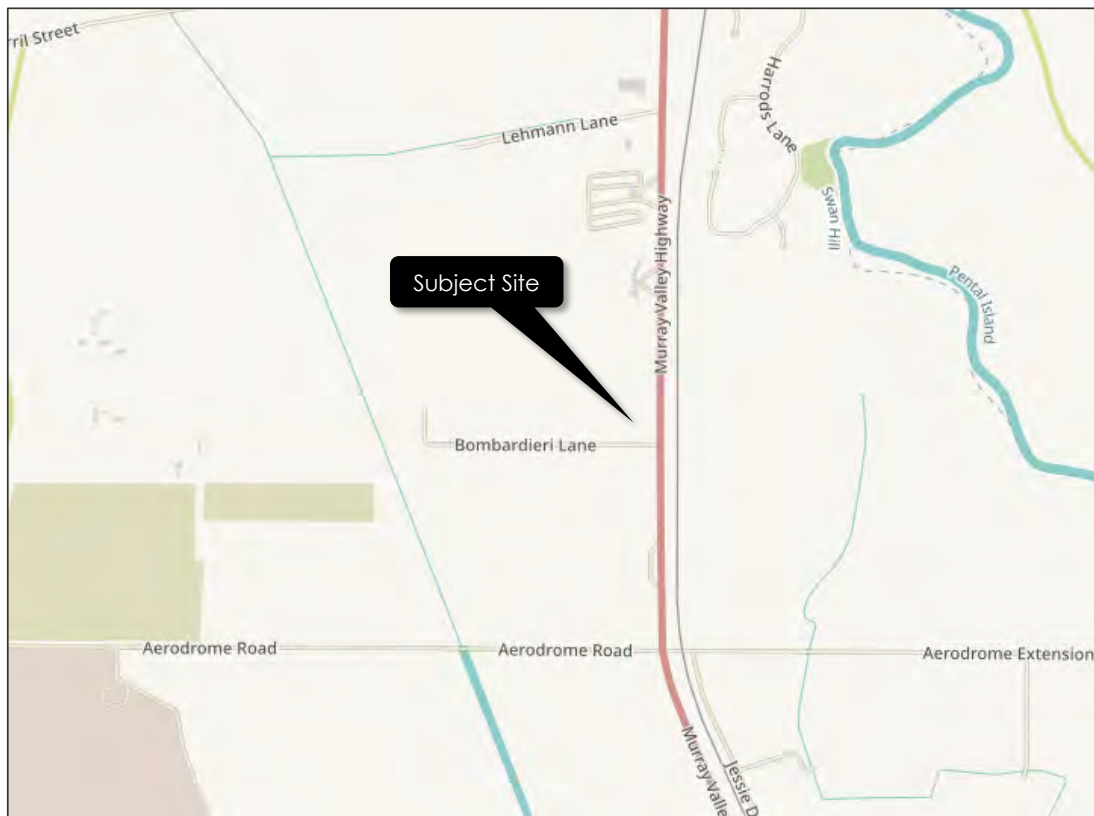 rril Street
Lehmann Lane
Harrods Lane
Swan Hill
Murray Valley Highway
Subject Site
Pental Island
Bombardieri Lane
Aerodrome Road
Aerodrome Road
Aerodrome Extension
Murray Valle
Jessie D